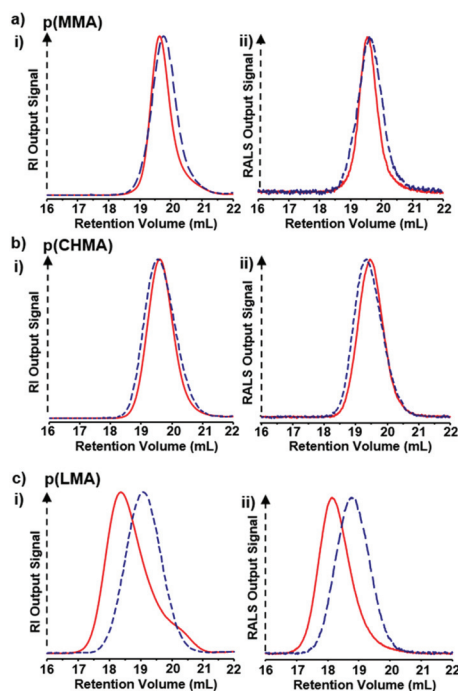 a) p(MMA)
i)
ii)
RI Output Signal
RALS Output Signal
16 17 18 19 20 21 22
16 17 18 19 20 21 22
Retention Volume (mL)
Retention Volume (mL)
b) p(CHMA)
i)
ii)
RI Output Signal
RALS Output Signal
16 17 18 19 20 21 22
16 17 18 19 20 21 22
Retention Volume (mL)
Retention Volume (mL)
c) p(LMA)
i)
ii)
RI Output Signal
RALS Output Signal
16 17 18 19 20 21 22
16 17 18 19 20 21 22
Retention Volume (mL)
Retention Volume (mL)